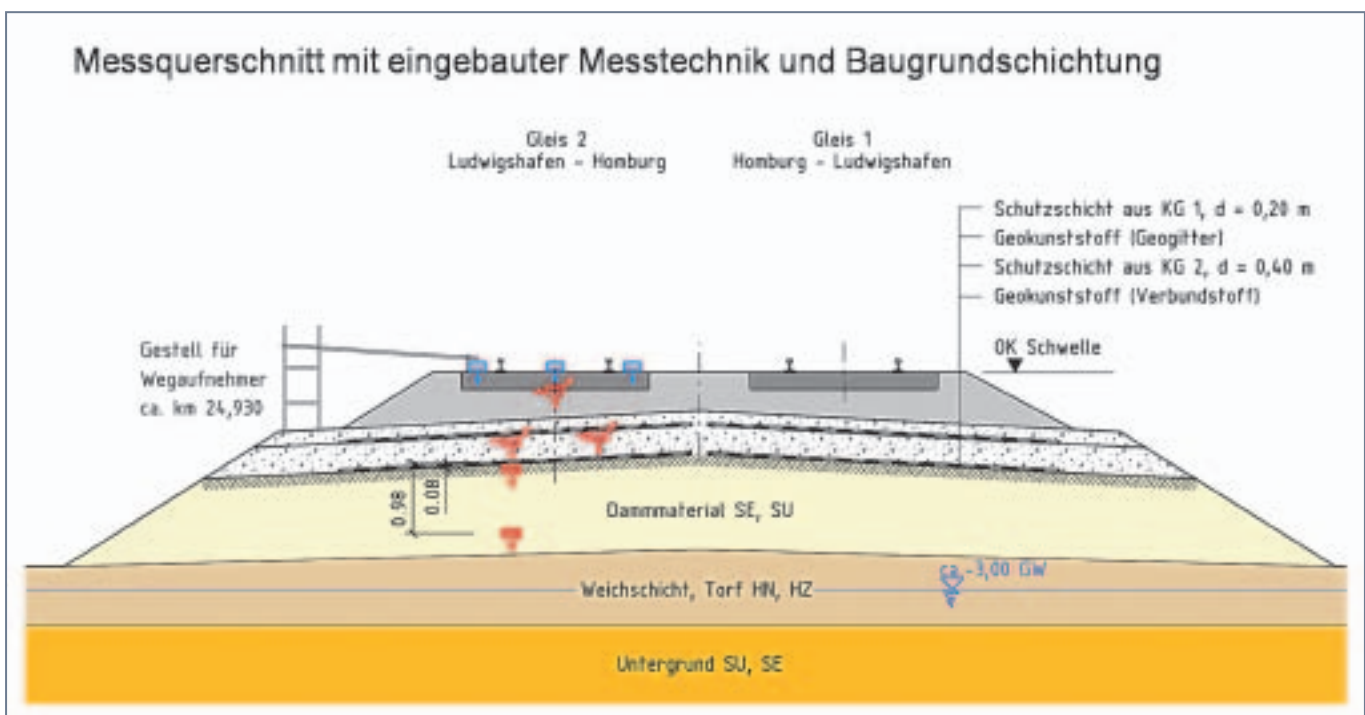 Messquerschnitt mit eingebauter Messtechnik und Baugrundschichtung
Gleis 2
Ludwigshafen - Homburg
Gleis 1
Homburg - Ludwigshafen
Schutzschicht aus KG 1, d = 0,20 m
Geokunststoff (Geogitter)
Schutzschicht aus KG 2, d = 0,40 m
Geokunststoff (Verbundstoff)
OK Schwelle
Gestell für
Wegaufnehmer
ca. km 24,930
0.98
0.08
Dammmaterial SE, SU
ca -3,00 GW
Weichschicht, Torf HN, HZ
Untergrund SU, SE